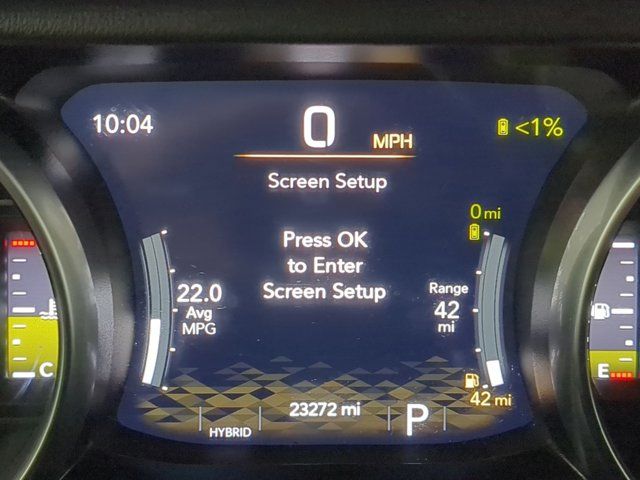 10:04
0 MPH
<1%
Screen Setup
0 mi
Press OK
to Enter
Screen Setup
22.0
Avg
MPG
Range
42
mi
C
E
42 mi
23272 mi
HYBRID
P